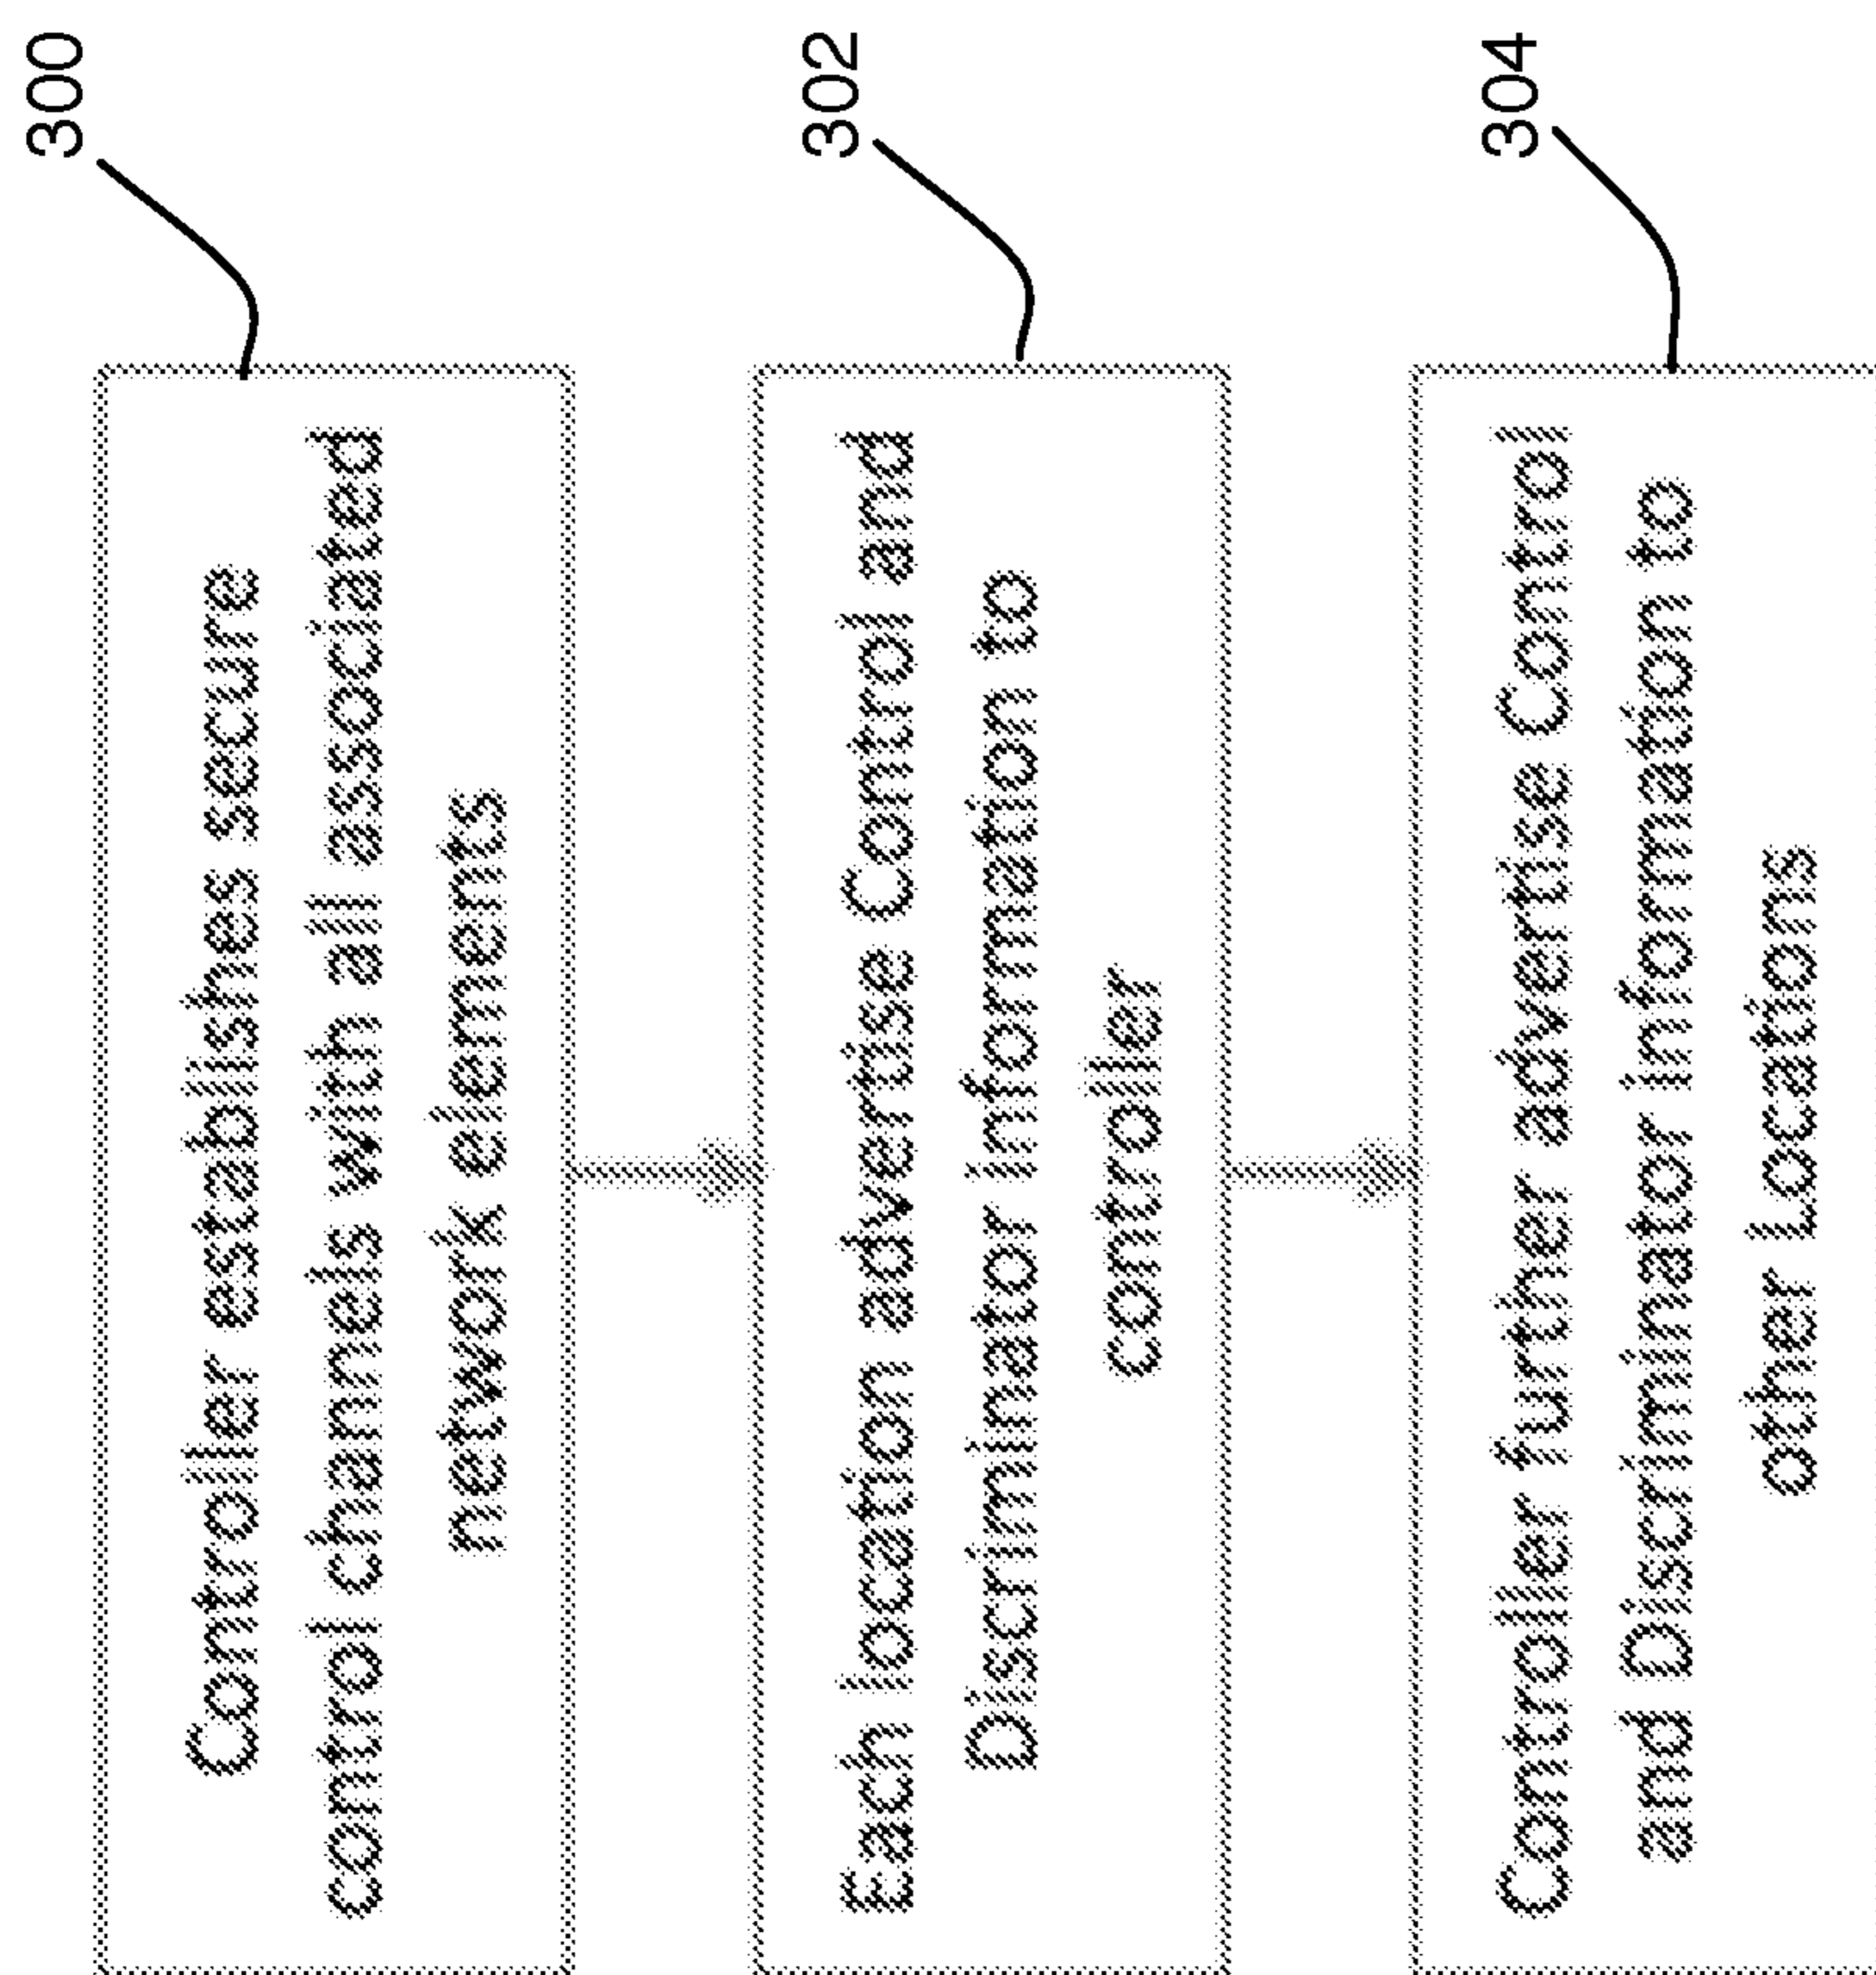 300
Controller establishes secure
control channels with all associated
network elements
302
Each location advertise Control and
Discriminator information to
controller
304
Controller further advertise Control
and Discriminator information to
other Locations